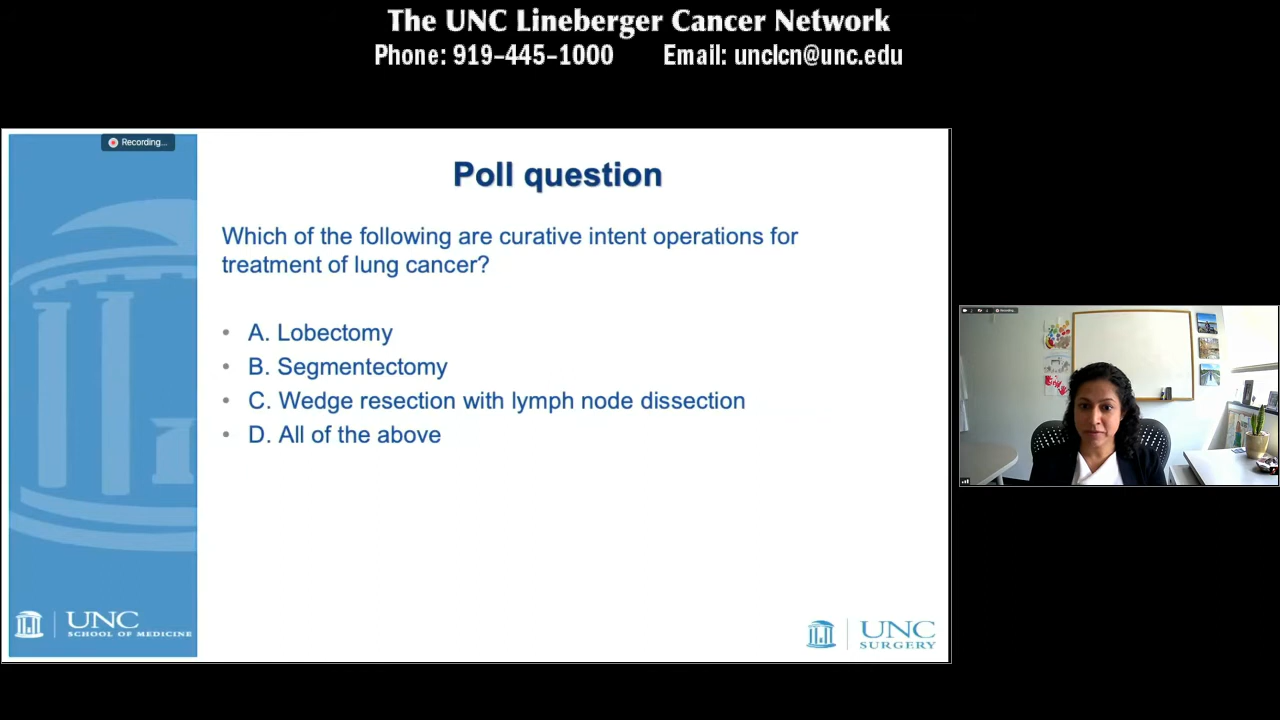 The UNC Lineberger Cancer Network
Phone: 919-445-1000 Email: unclcn@unc.edu
Recording...
Poll question
Which of the following are curative intent operations for
treatment of lung cancer?
• A. Lobectomy
• B. Segmentectomy
• C. Wedge resection with lymph node dissection
• D. All of the above
UNC
SCHOOL OF MEDICINE
UNC
SURGERY
Recording...